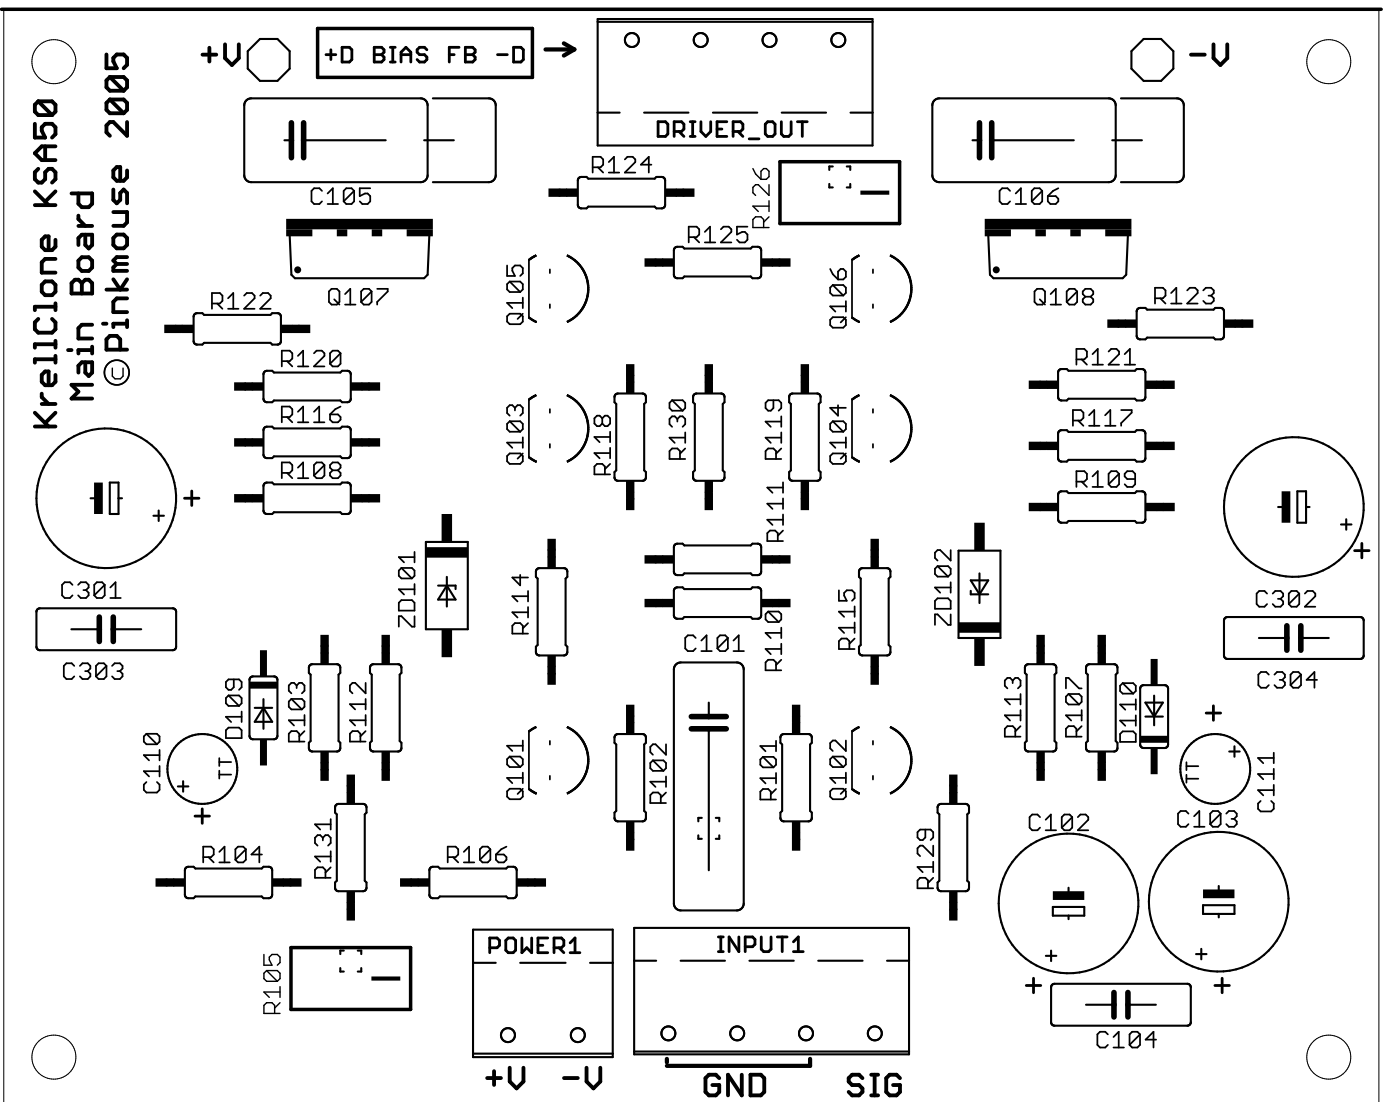 +V
+D BIAS FB -D
-V
DRIVER_OUT
KrellClone KSA50
Main Board
©Pinkmouse 2005
C105
R124
R126
C106
R125
Q107
Q105
Q106
Q108
R122
R123
R120
R121
R116
Q103
R118
R130
R119
Q104
R117
R108
R109
+
+
+
+
R111
ZD101
R114
R115
ZD102
C301
C302
R110
C101
C303
C304
D109
R103
R112
R113
R107
D110
+
+
C110
TT
+
+
Q101
R102
R101
Q102
TT
C111
C102
C103
R104
R131
R106
R129
+
+
+
+
R105
POWER1
INPUT1
C104
+V
-V
GND
SIG